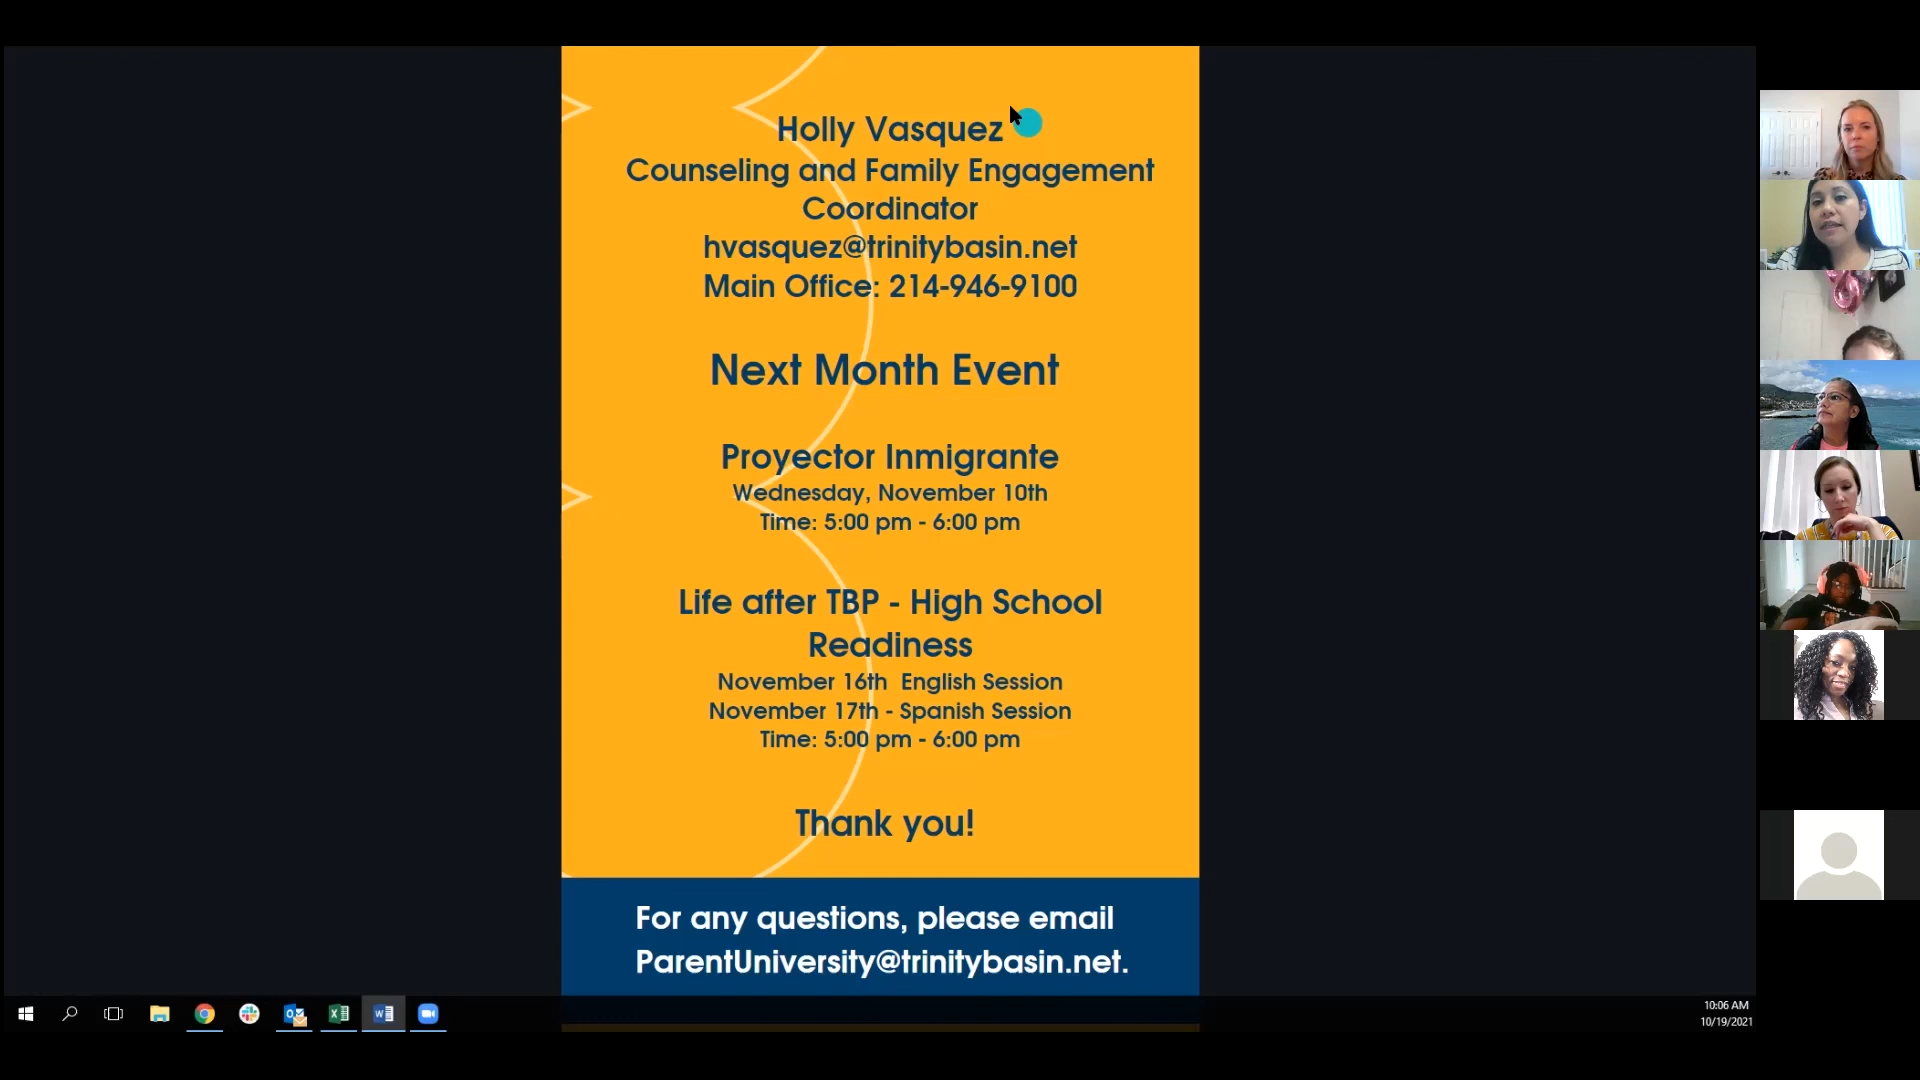 Holly Vasquez
Counseling and Family Engagement
Coordinator
hvasquez@trinitybasin.net
Main Office: 214-946-9100
Next Month Event
Proyector Inmigrante
Wednesday, November 10th
Time: 5:00 pm - 6:00 pm
Life after TBP - High School
Readiness
November 16th  English Session
November 17th - Spanish Session
Time: 5:00 pm - 6:00 pm
Thank you!
For any questions, please email
ParentUniversity@trinitybasin.net.
10:06 AM
10/19/2021